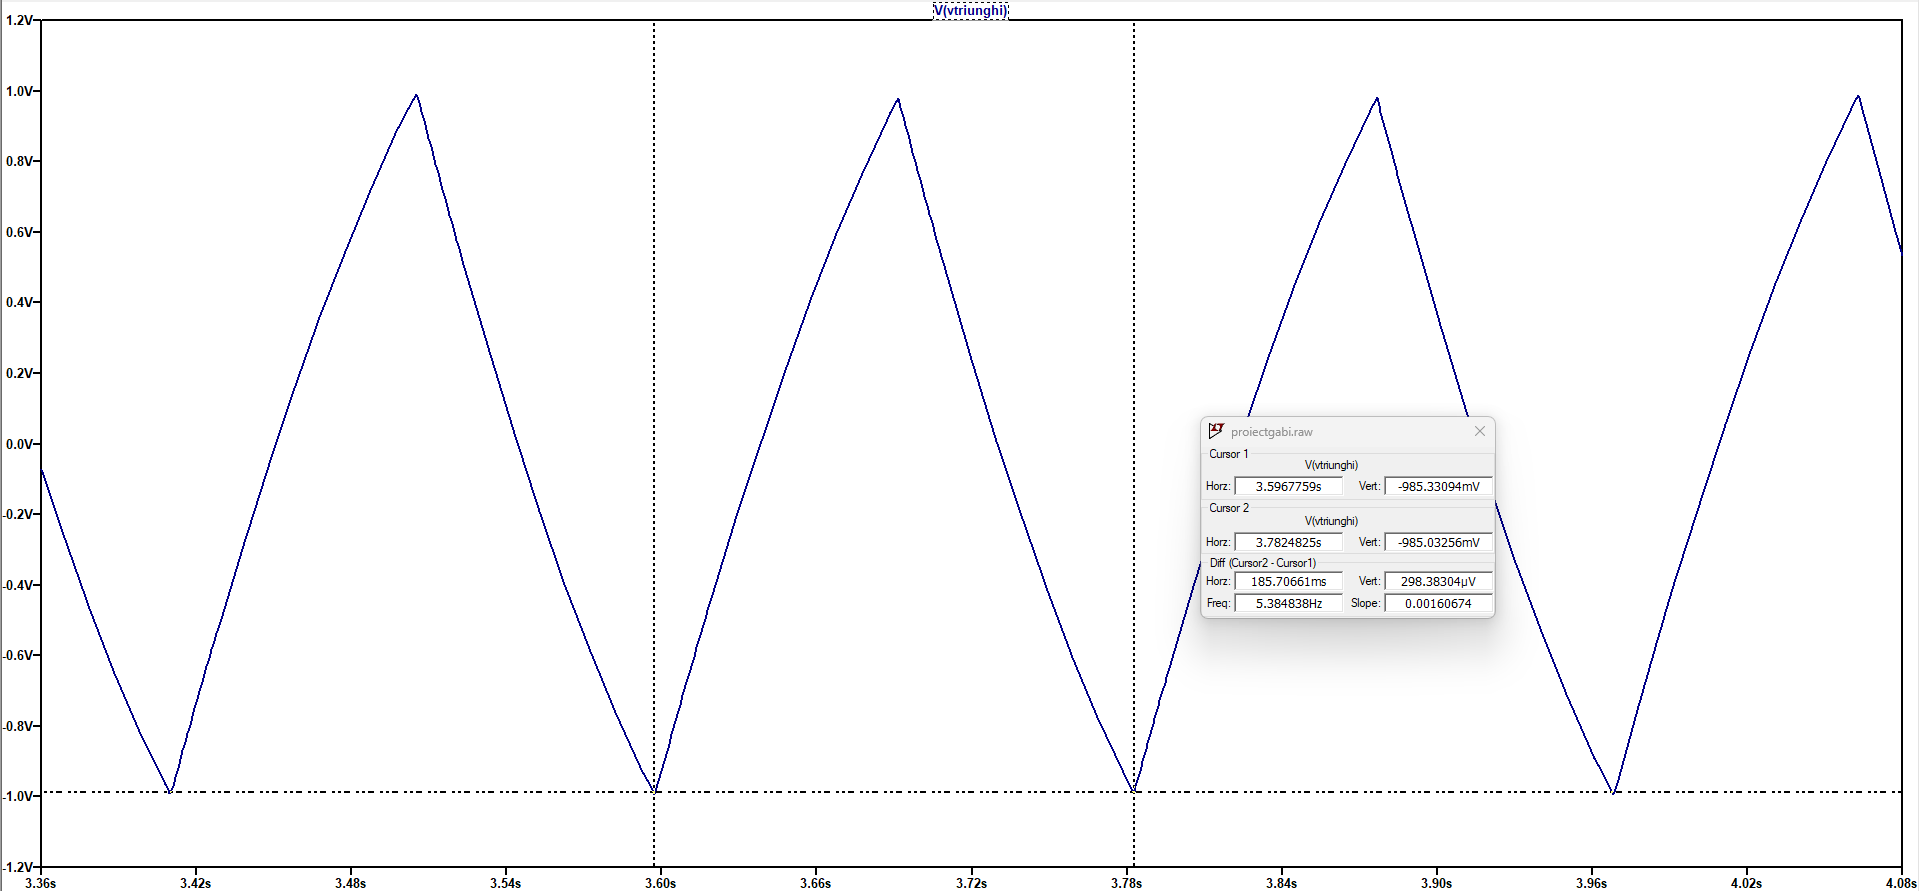 V(vtriunghi)
1.2V
1.0V
0.8V
0.6V
0.4V
0.2V
0.0V
-0.2V
-0.4V
-0.6V
-0.8V
-1.0V
-1.2V
3.36s 3.42s 3.48s 3.54s 3.60s 3.66s 3.72s 3.78s 3.84s 3.90s 3.96s 4.02s 4.08s
proiectgabi.raw
Cursor 1
V(vtriunghi)
Horz: 3.5967759s Vert: -985.33094mV
Cursor 2
V(vtriunghi)
Horz: 3.7824825s Vert: -985.03256mV
Diff (Cursor2 - Cursor1)
Horz: 185.70661ms Vert: 298.38304µV
Freq: 5.384838Hz Slope: 0.00160674